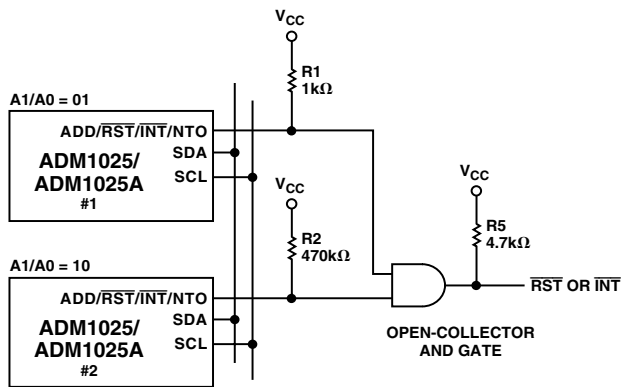 VCC
R1
1kΩ
A1/A0 = 01
ADD/RST/INT/NTO
SDA
SCL
ADM1025/
ADM1025A
#1
VCC
R2
470kΩ
VCC
R5
4.7kΩ
A1/A0 = 10
ADD/RST/INT/NTO
SDA
SCL
ADM1025/
ADM1025A
#2
RST OR INT
OPEN-COLLECTOR
AND GATE